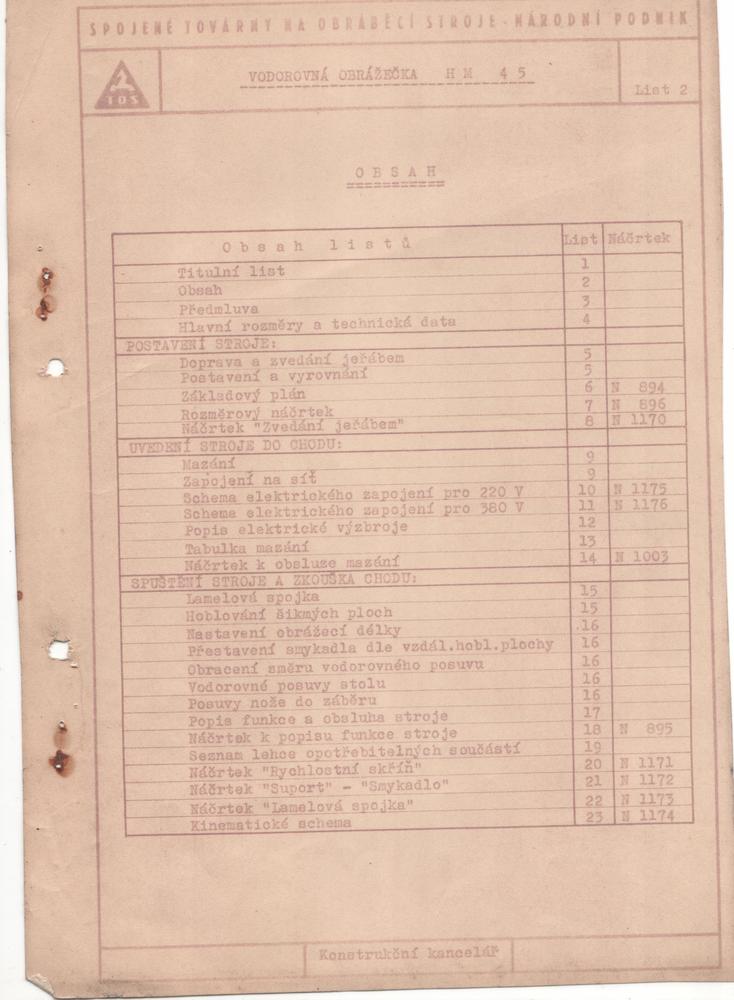 SPOJENÉ TOVÁRNY NA OBRÁBĚCÍ STROJE - NÁRODNÍ PODNIK
TOS
VODOROVNÁ OBRÁŽEČKA H M 4 5
List 2
O B S A H
O b s a h l i s t ů List Náčrtek
Titulní list 1
Obsah 2
Předmluva 3
Hlavní rozměry a technická data 4
POSTAVENÍ STROJE:
Doprava a zvedání jeřábem 5
Postavení a vyrovnání 5
Základový plán 6 N 894
Rozměrový náčrtek 7 N 896
Náčrtek "Zvedání jeřábem" 8 N 1170
UVEDENÍ STROJE DO CHODU:
Mazání 9
Zapojení na síť 9
Schema elektrického zapojení pro 220 V 10 N 1175
Schema elektrického zapojení pro 380 V 11 N 1176
Popis elektrické výzbroje 12
Tabulka mazání 13
Náčrtek k obsluze mazání 14 N 1003
SPUŠTĚNÍ STROJE A ZKOUŠKA CHODU:
Lamelová spojka 15
Hoblování šikmých ploch 15
Nastavení obrážecí délky 16
Přestavení smykadla dle vzdál.hobl.plochy 16
Obracení směru vodorovného posuvu 16
Vodorovné posuvy stolu 16
Posuvy nože do záběru 16
Popis funkce a obsluha stroje 17
Náčrtek k popisu funkce stroje 18 N 895
Seznam lehce opotřebitelných součástí 19
Náčrtek "Rychlostní skříň" 20 N 1171
Náčrtek "Suport" - "Smykadlo" 21 N 1172
Náčrtek "Lamelová spojka" 22 N 1173
Kinematické schema 23 N 1174
Konstrukční kancelář